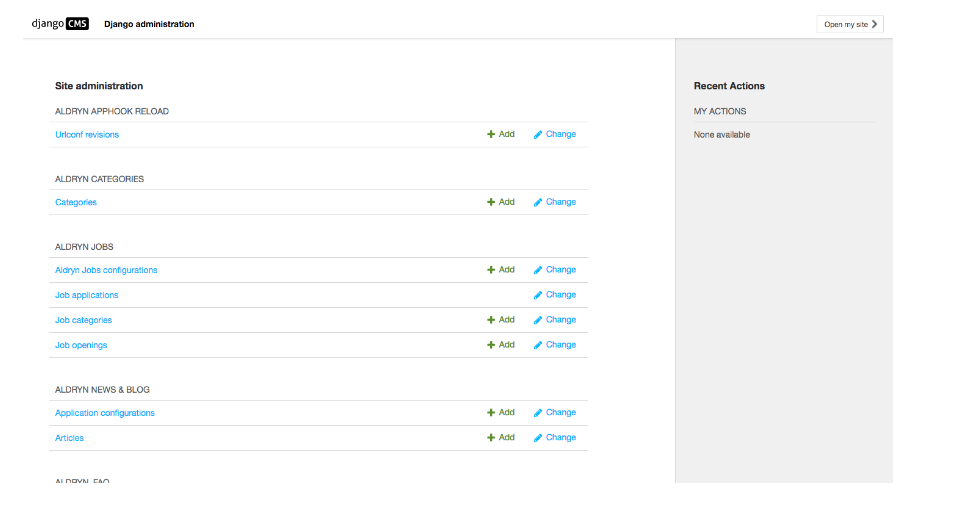 django CMS Django administration Open my site
Site administration
ALDRYN APPHOOK RELOAD
Urlconf revisions Add Change
ALDRYN CATEGORIES
Categories Add Change
ALDRYN JOBS
Aldryn Jobs configurations Add Change
Job applications Change
Job categories Add Change
Job openings Add Change
ALDRYN NEWS & BLOG
Application configurations Add Change
Articles Add Change
ALDRYN_FAQ
Recent Actions
MY ACTIONS
None available